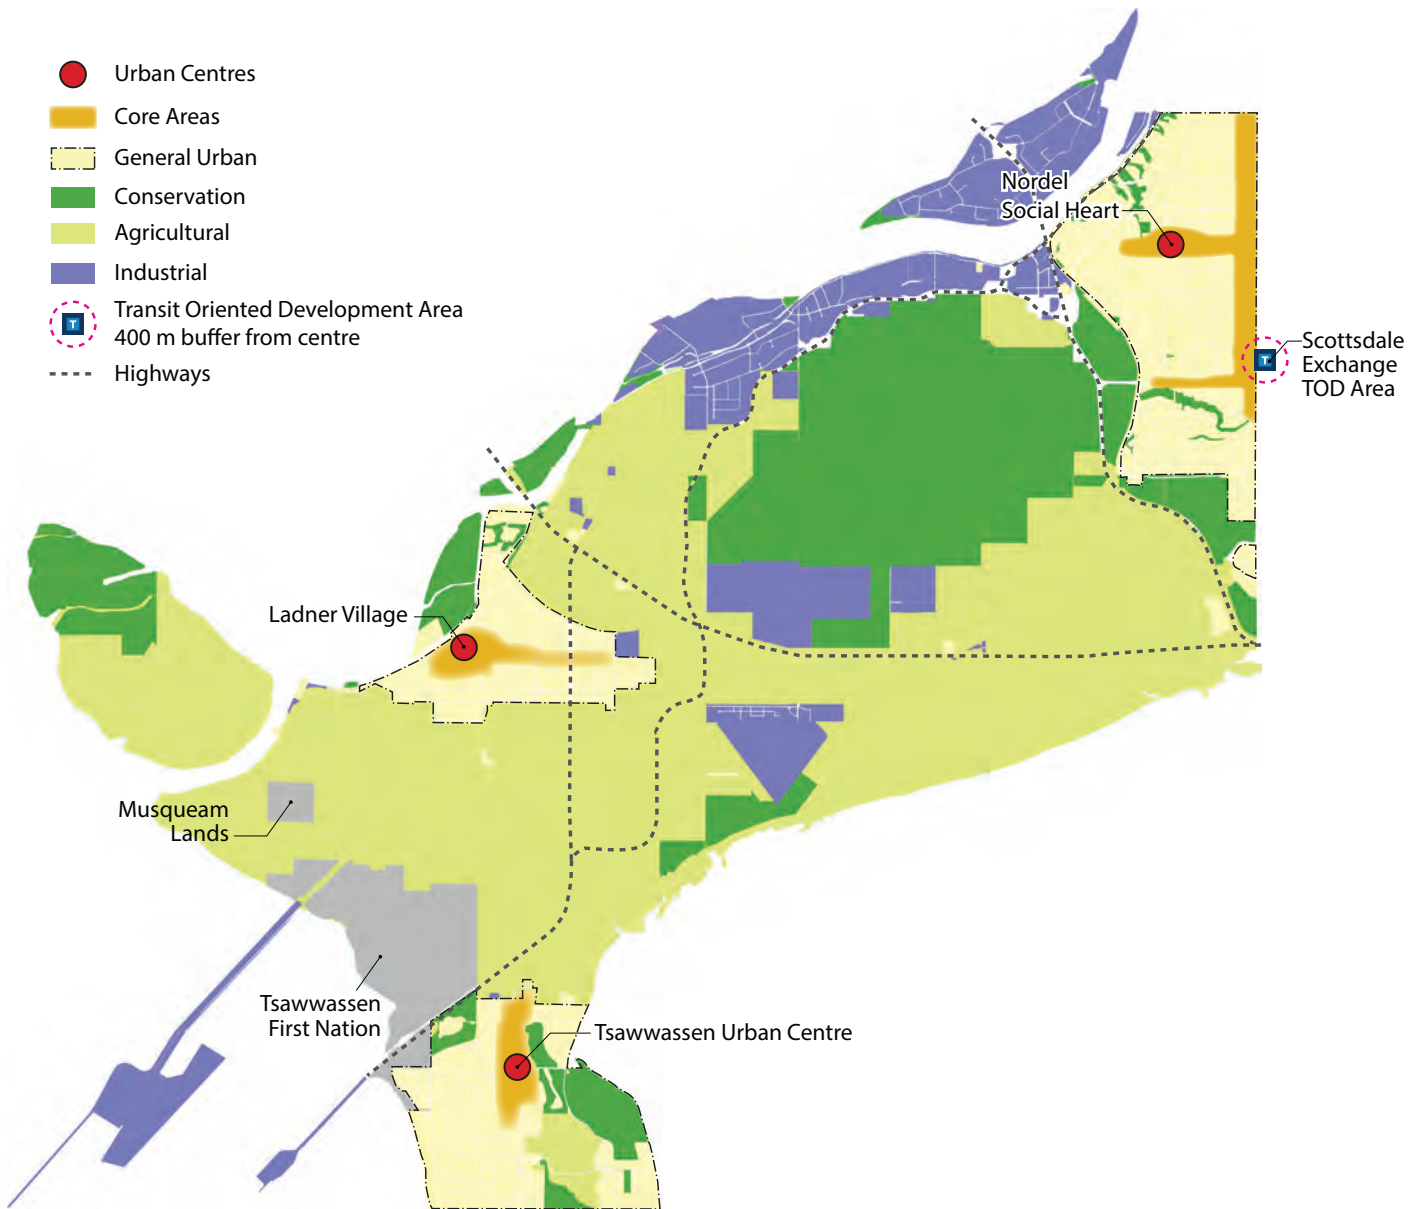 Urban Centres
Core Areas
General Urban
Conservation
Agricultural
Industrial
T
Transit Oriented Development Area
400 m buffer from centre
Highways
Nordel
Social Heart
T
Scottsdale
Exchange
TOD Area
Ladner Village
Musqueam
Lands
Tsawwassen
First Nation
Tsawwassen Urban Centre